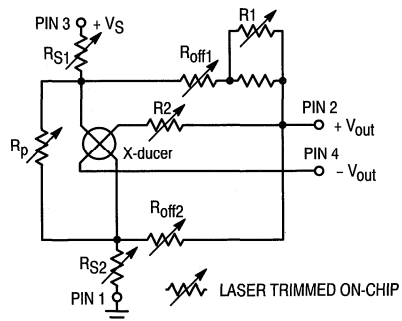 PIN 3 + VS
R1
RS1
Roff1
R2
PIN 2
+ Vout
Rp
X-ducer
PIN 4
− Vout
Roff2
RS2
PIN 1
LASER TRIMMED ON-CHIP